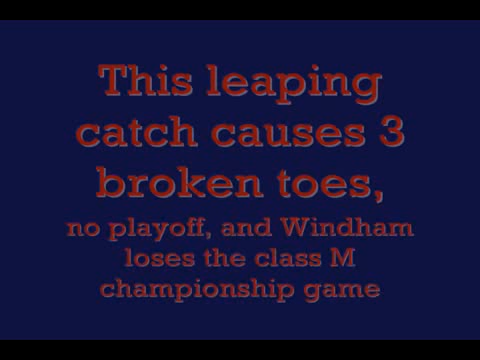 This leaping
catch causes 3
broken toes,
no playoff, and Windham
loses the class M
championship game